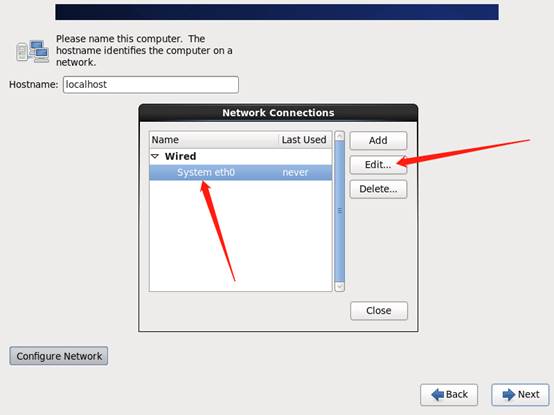 Please name this computer.  The
hostname identifies the computer on a
network.
Hostname: localhost
Network Connections
Name Last Used
Wired
System eth0 never
Add
Edit...
Delete...
Close
Configure Network
Back Next